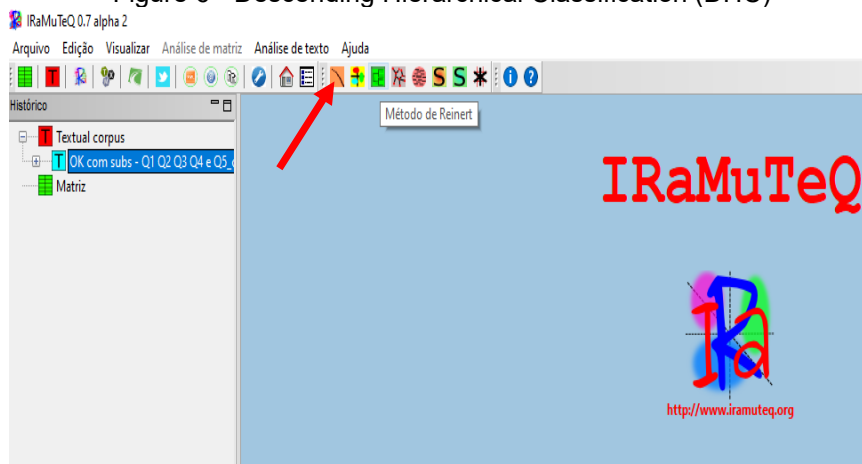 Figure 6 - Descending Hierarchical Classification (DHC)
IRaMuTeQ 0.7 alpha 2
Arquivo Edição Visualizar Análise de matriz Análise de texto Ajuda
Histórico
Método de Reinert
Textual corpus
OK com subs - Q1 Q2 Q3 Q4 e Q5_
Matriz
IRaMuTeQ
IRa
http://www.iramuteq.org